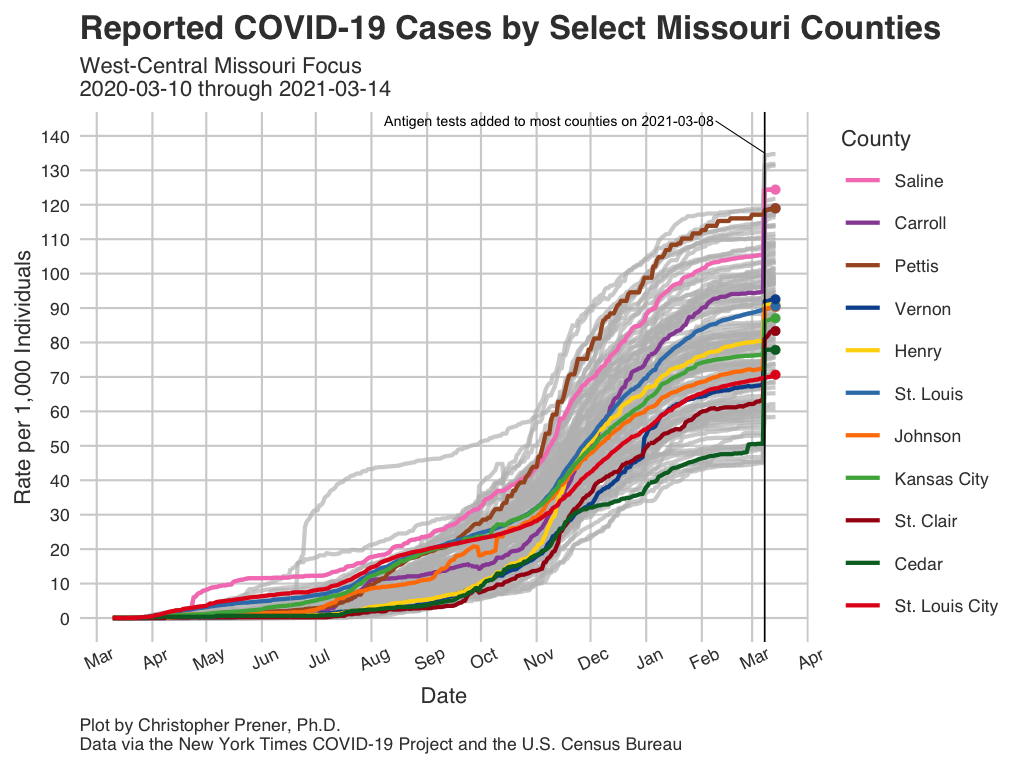 Reported COVID-19 Cases by Select Missouri Counties
West-Central Missouri Focus
2020-03-10 through 2021-03-14
Antigen tests added to most counties on 2021-03-08
140
130
120
110
100
90
80
70
60
50
40
30
20
10
0
Rate per 1,000 Individuals
Mar Apr May Jun Jul Aug Sep Oct Nov Dec Jan Feb Mar Apr
Date
County
Saline
Carroll
Pettis
Vernon
Henry
St. Louis
Johnson
Kansas City
St. Clair
Cedar
St. Louis City
Plot by Christopher Prener, Ph.D.
Data via the New York Times COVID-19 Project and the U.S. Census Bureau